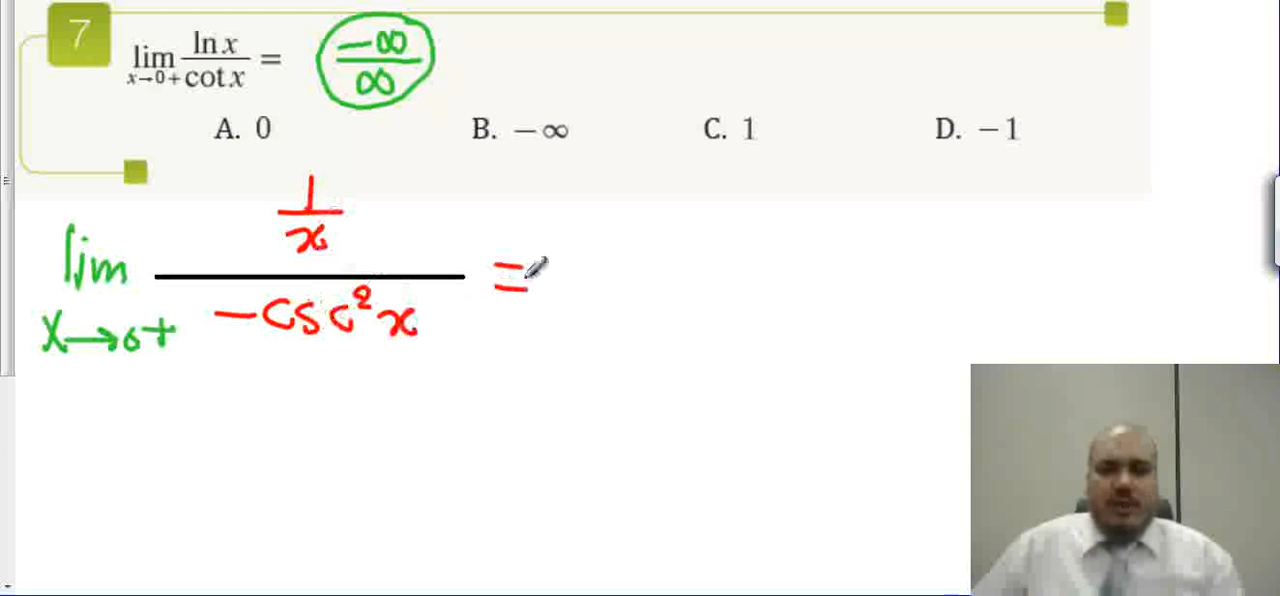 7
lim x→0+ ln x / cot x = −∞ / ∞
A. 0 B. −∞ C. 1 D. −1
lim x→0+ 1/x / −csc²x =